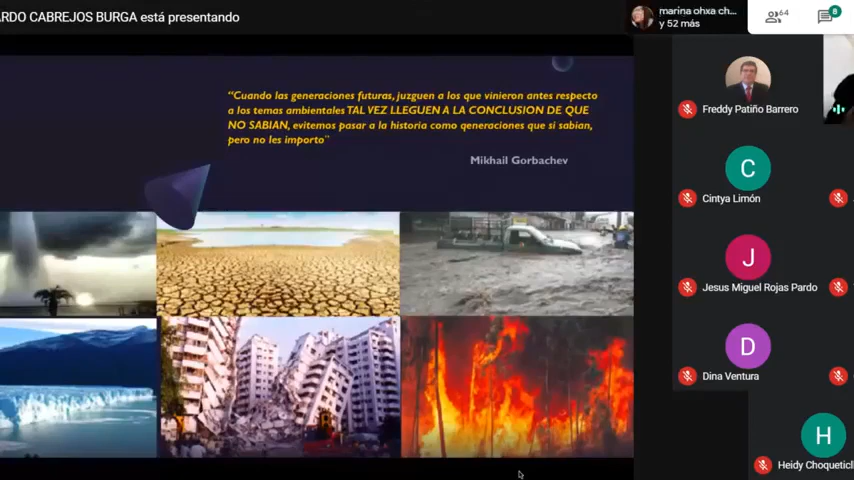 ARDO CABREJOS BURGA está presentando
marina ohxa ch...
y 52 más
64
8
“Cuando las generaciones futuras, juzguen a los que vinieron antes respecto
a los temas ambientales TAL VEZ LLEGUEN A LA CONCLUSION DE QUE
NO SABIAN, evitemos pasar a la historia como qeneraciones que si sabian,
pero no les importo”
Mikhail Gorbachev
Freddy Patiño Barrero
C
Cintya Limón
J
Jesus Miguel Rojas Pardo
D
Dina Ventura
H
Heidy Choqueticll